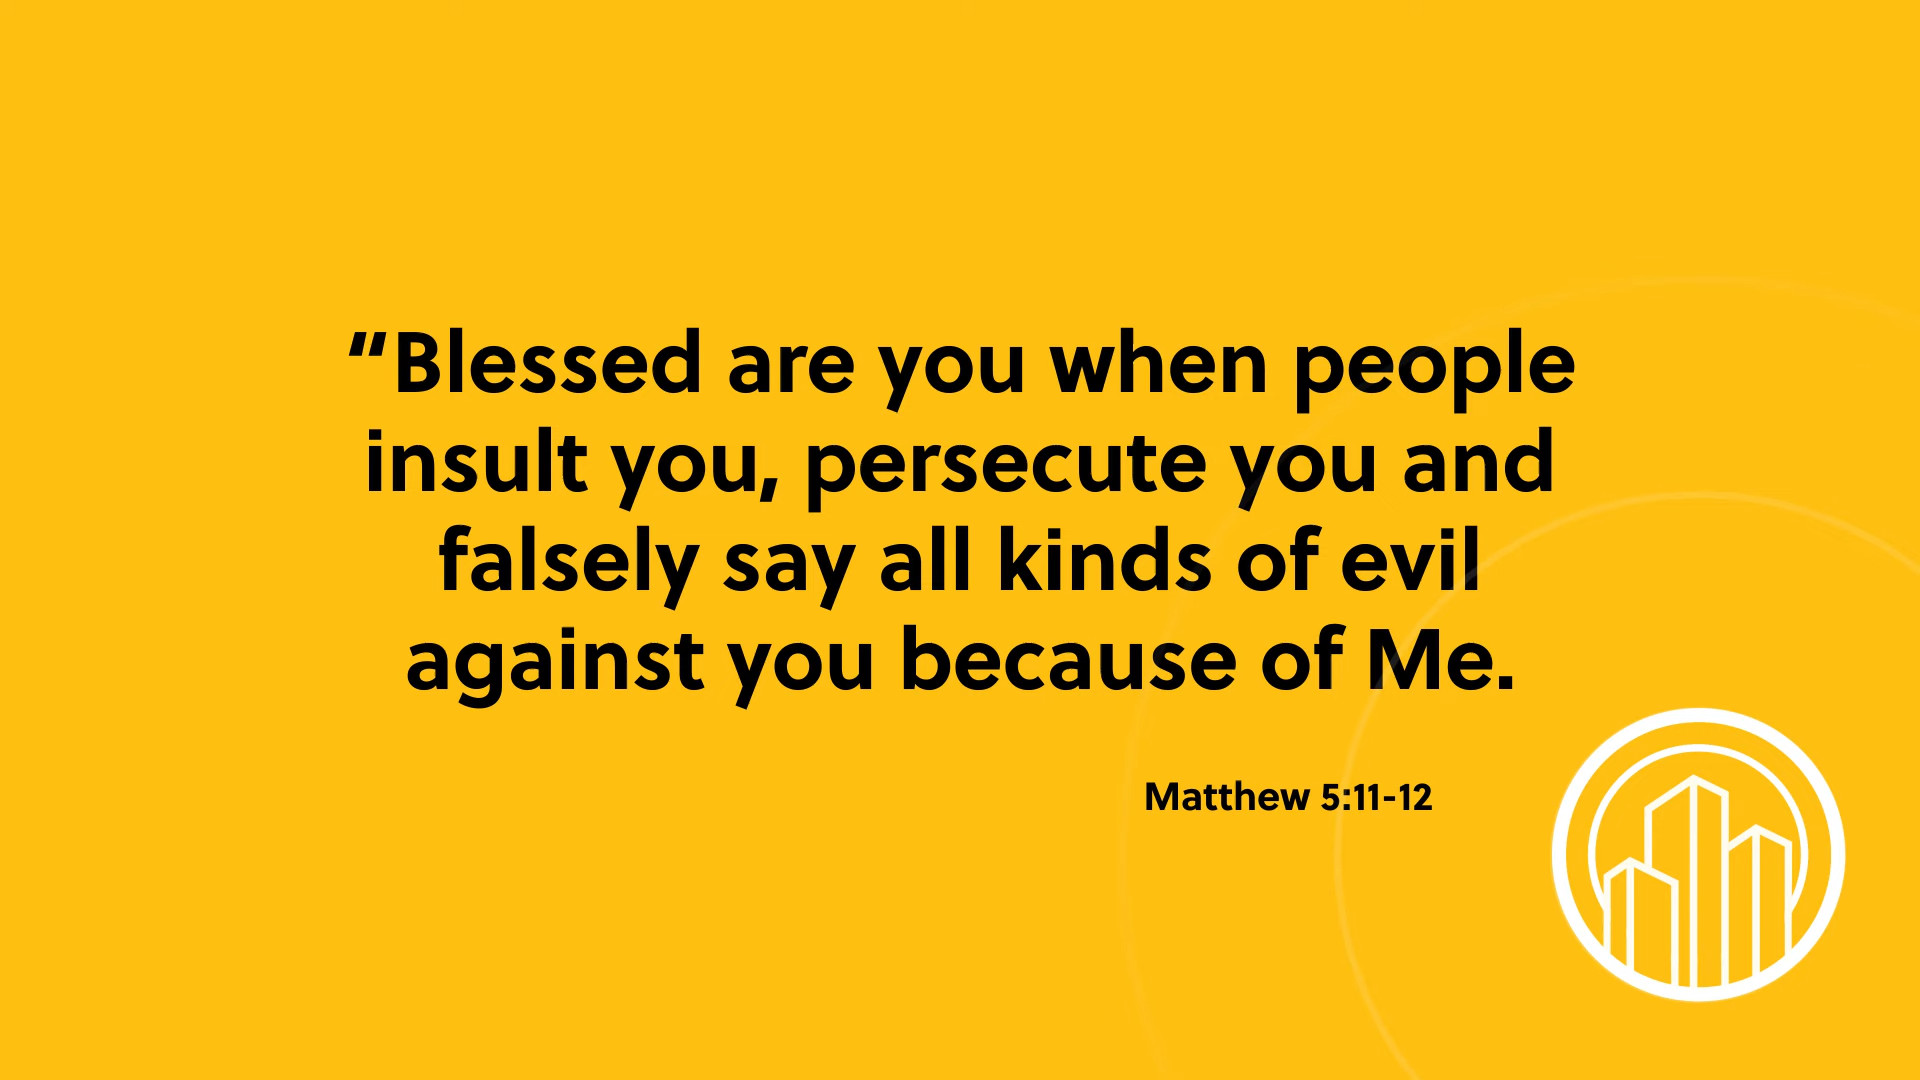 “Blessed are you when people
insult you, persecute you and
falsely say all kinds of evil
against you because of Me.
Matthew 5:11-12